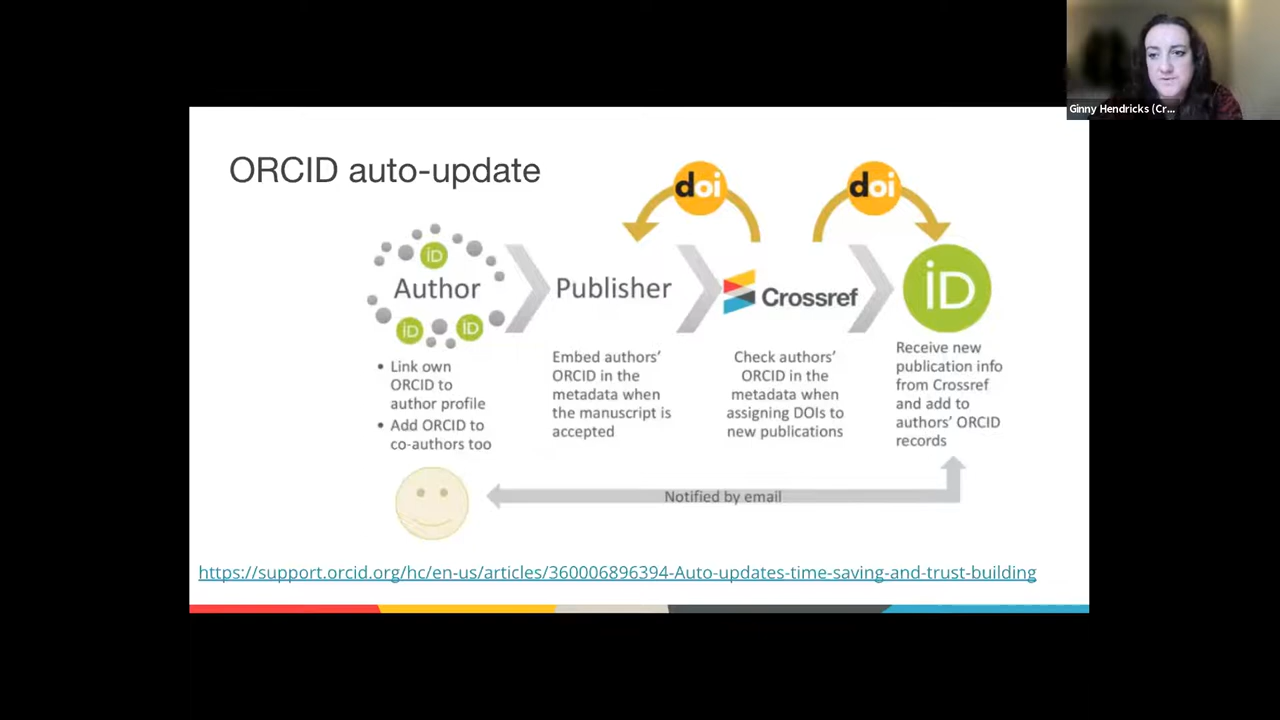 Ginny Hendricks (Cr...
ORCID auto-update
doi
doi
iD
Author
iD
iD
Publisher
Crossref
iD
• Link own
ORCID to
author profile
• Add ORCID to
co-authors too
Embed authors'
ORCID in the
metadata when
the manuscript is
accepted
Check authors'
ORCID in the
metadata when
assigning DOIs to
new publications
Receive new
publication info
from Crossref
and add to
authors' ORCID
records
Notified by email
https://support.orcid.org/hc/en-us/articles/360006896394-Auto-updates-time-saving-and-trust-building